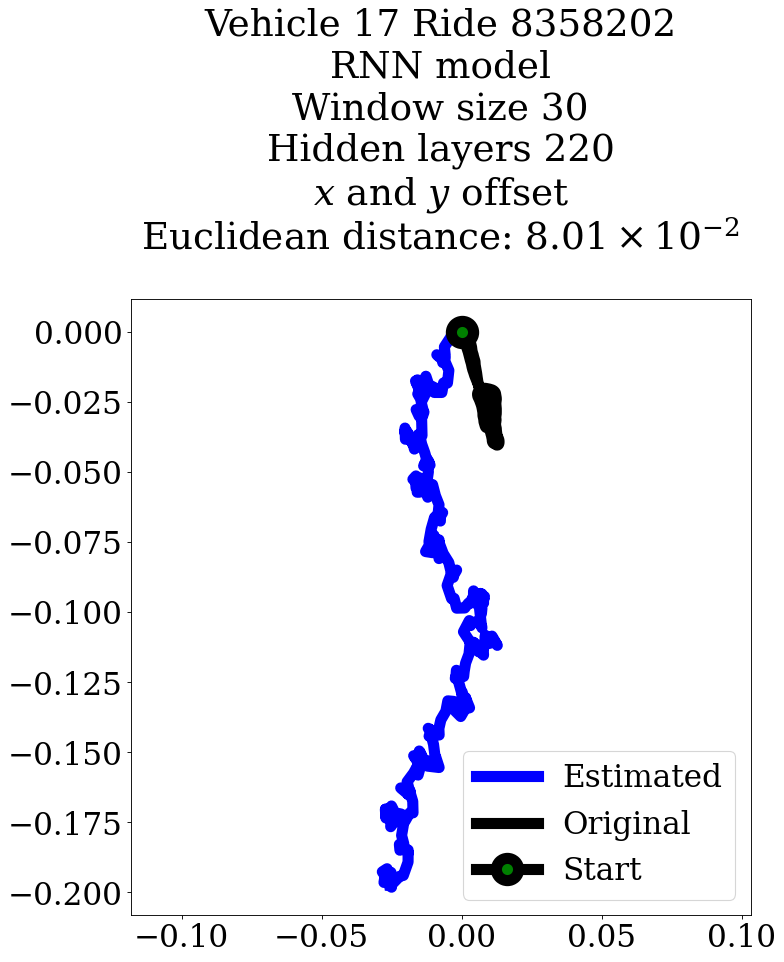 Vehicle 17 Ride 8358202
RNN model
Window size 30
Hidden layers 220
x and y offset
Euclidean distance: 8.01 × 10⁻²
0.000
−0.025
−0.050
−0.075
−0.100
−0.125
−0.150
−0.175
−0.200
Estimated
Original
Start
−0.10 −0.05 0.00 0.05 0.10